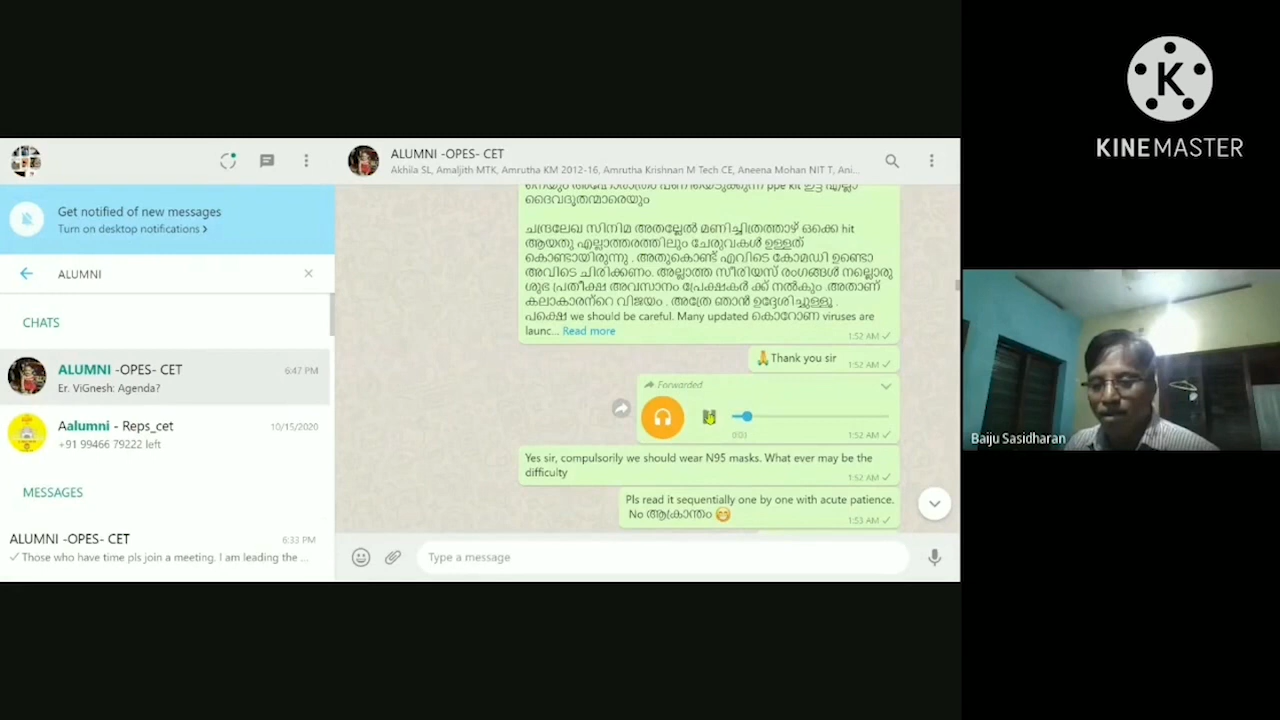 ALUMNI -OPES- CET
Akhila SL, Amaljith MTK, Amrutha KM 2012-16, Amrutha Krishnan M Tech CE, Aneena Mohan NIT T, Ani...
Get notified of new messages
Turn on desktop notifications >
ALUMNI
CHATS
ALUMNI -OPES- CET
6:47 PM
Er. ViGnesh: Agenda?
Aalumni - Reps_cet
10/15/2020
+91 99466 79222 left
MESSAGES
ALUMNI -OPES- CET
6:33 PM
Those who have time pls join a meeting. I am leading the ...
ppe kit ഇട്ട എല്ലാ
ദൈവദൂതന്മാരെയും
ചന്ദ്രലേഖ സിനിമ അതല്ലേൽ മണിച്ചിത്രത്താഴ് ഒക്കെ hit
ആയതു എല്ലാത്തരത്തിലും ചേരുവകൾ ഉള്ളത്
കൊണ്ടായിരുന്നു . അതുകൊണ്ട് എവിടെ കോമഡി ഉണ്ടൊ
അവിടെ ചിരിക്കണം. അല്ലാത്ത സീരിയസ് രംഗങ്ങൾ നല്ലൊരു
ശുഭ പ്രതീക്ഷ അവസാനം പ്രേക്ഷകർ ക്ക് നൽകും .അതാണ്
കലാകാരന്റെ വിജയം . അത്രേ ഞാൻ ഉദ്ദേശിച്ചുള്ളൂ .
പക്ഷെ we should be careful. Many updated കൊറോണ viruses are
launc... Read more
1:52 AM
🙏Thank you sir
1:52 AM
Forwarded
0:03
1:52 AM
Yes sir, compulsorily we should wear N95 masks. What ever may be the
difficulty
1:52 AM
Pls read it sequentially one by one with acute patience.
No ആക്രാന്തം 😁
1:53 AM
Type a message
K
KINEMASTER
Baiju Sasidharan